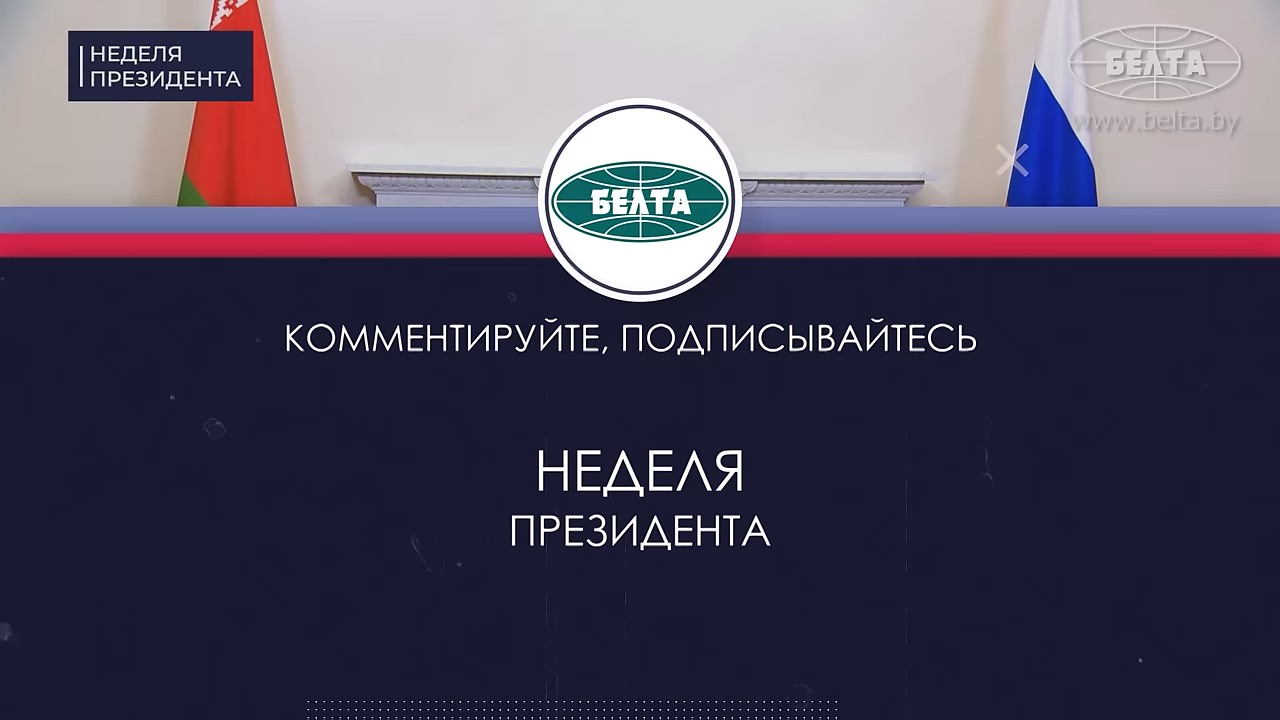 НЕДЕЛЯ
ПРЕЗИДЕНТА
БЕЛТА
www.belta.by
БЕЛТА
КОММЕНТИРУЙТЕ, ПОДПИСЫВАЙТЕСЬ
НЕДЕЛЯ
ПРЕЗИДЕНТА